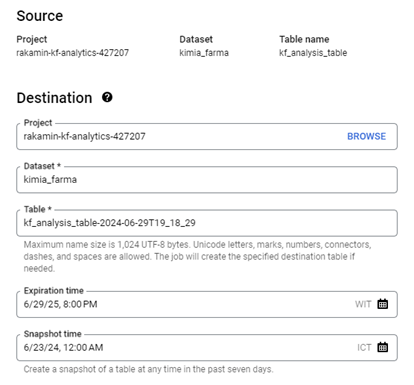 Source
Project Dataset Table name
rakamin-kf-analytics-427207 kimia_farma kf_analysis_table
Destination ?
Project
rakamin-kf-analytics-427207 BROWSE
Dataset *
kimia_farma
Table *
kf_analysis_table-2024-06-29T19_18_29
Maximum name size is 1,024 UTF-8 bytes. Unicode letters, marks, numbers, connectors,
dashes, and spaces are allowed. The job will create the specified destination table if
needed.
Expiration time
6/29/25, 8:00 PM WIT
Snapshot time
6/23/24, 12:00 AM ICT
Create a snapshot of a table at any time in the past seven days.